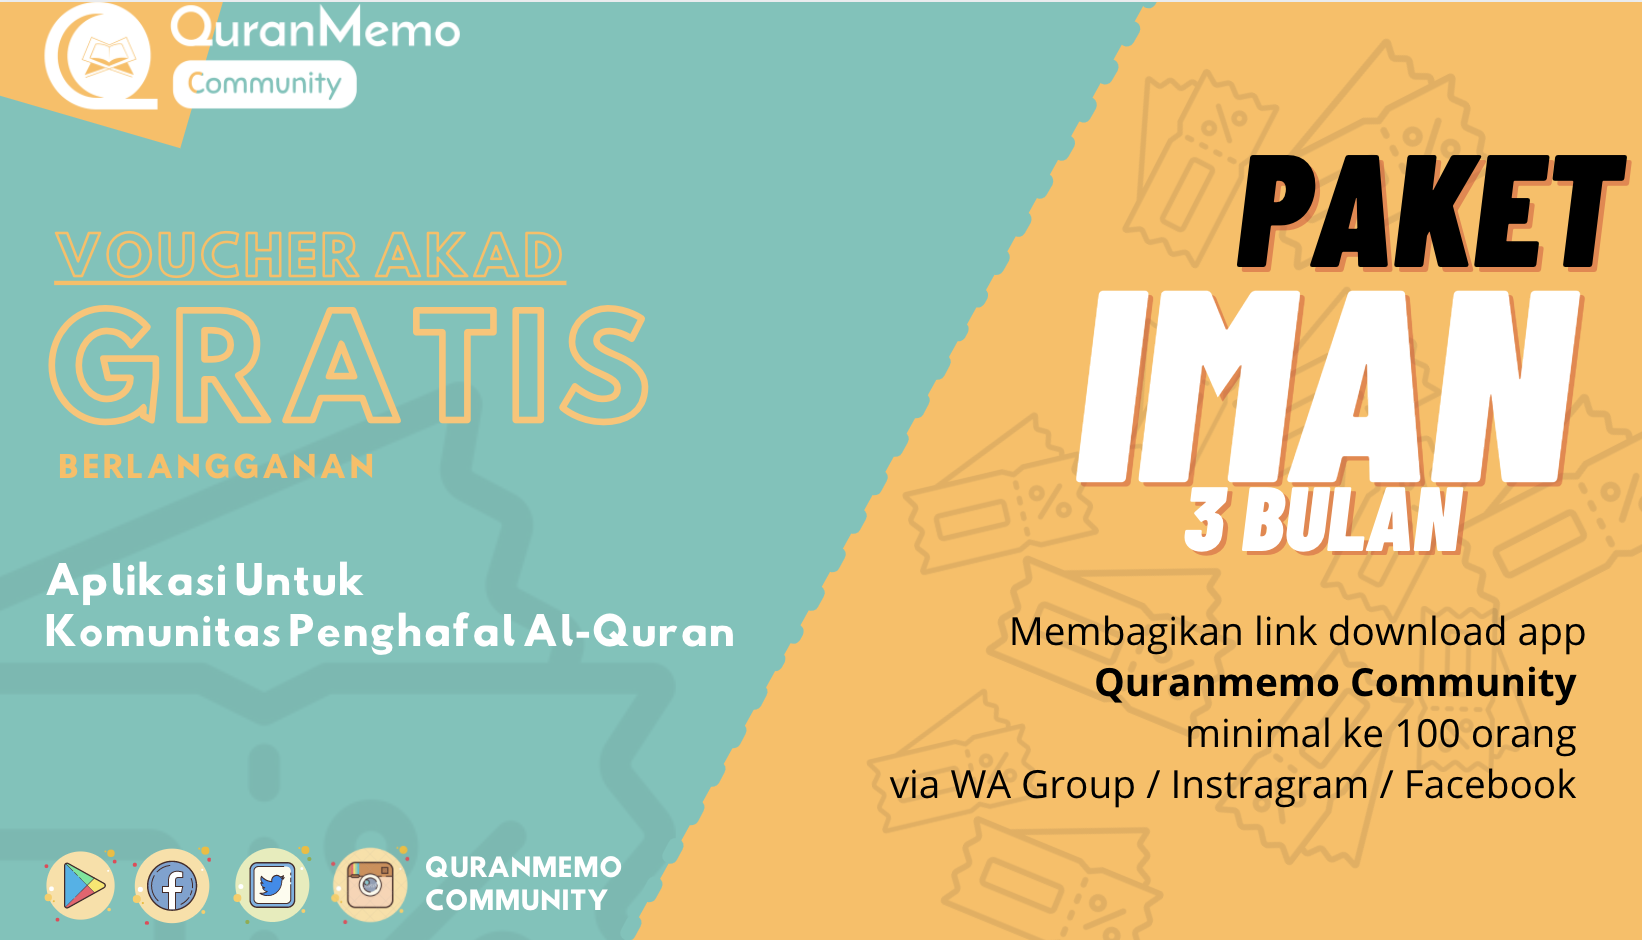 QuranMemo
Community
VOUCHER AKAD
GRATIS
BERLANGGANAN
Aplikasi Untuk
Komunitas Penghafal Al-Quran
QURANMEMO
COMMUNITY
PAKET
IMAN
3 BULAN
Membagikan link download app
Quranmemo Community
minimal ke 100 orang
via WA Group / Instragram / Facebook